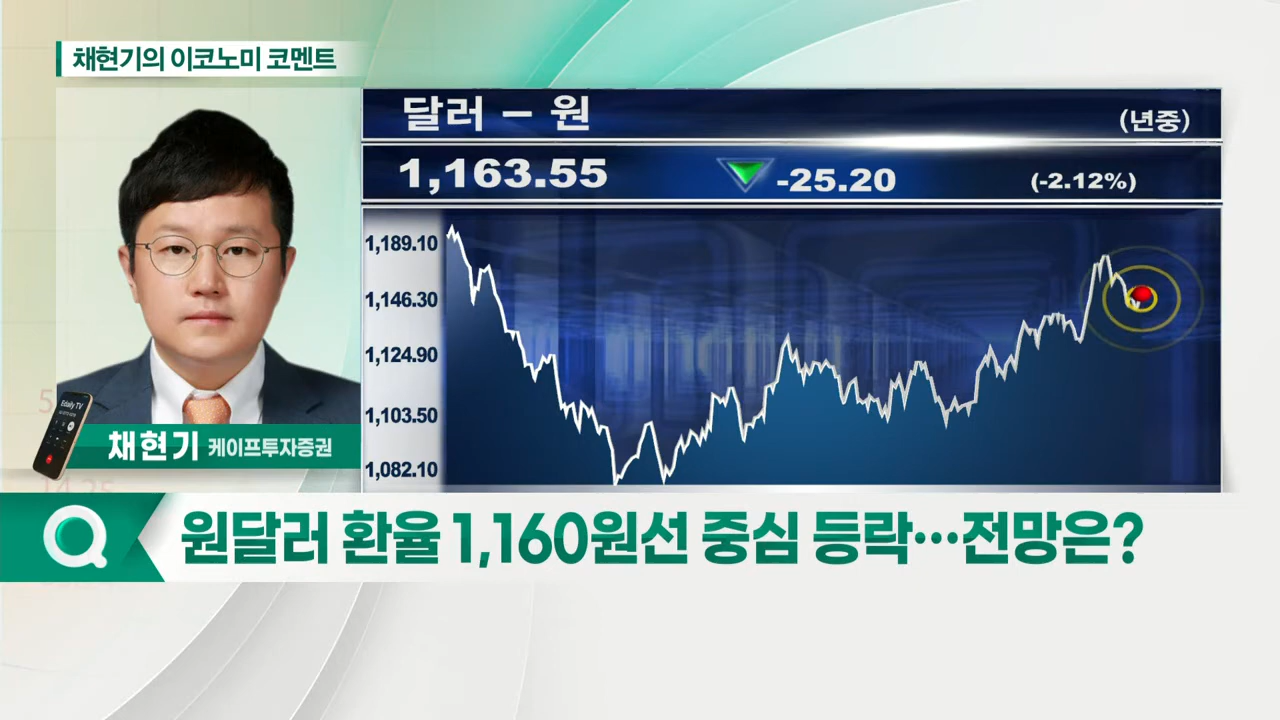 채현기의 이코노미 코멘트
달러 – 원
(년중)
1,163.55
-25.20
(-2.12%)
1,189.10
1,146.30
1,124.90
1,103.50
1,082.10
Edaily TV
채현기 케이프투자증권
원달러 환율 1,160원선 중심 등락…전망은?